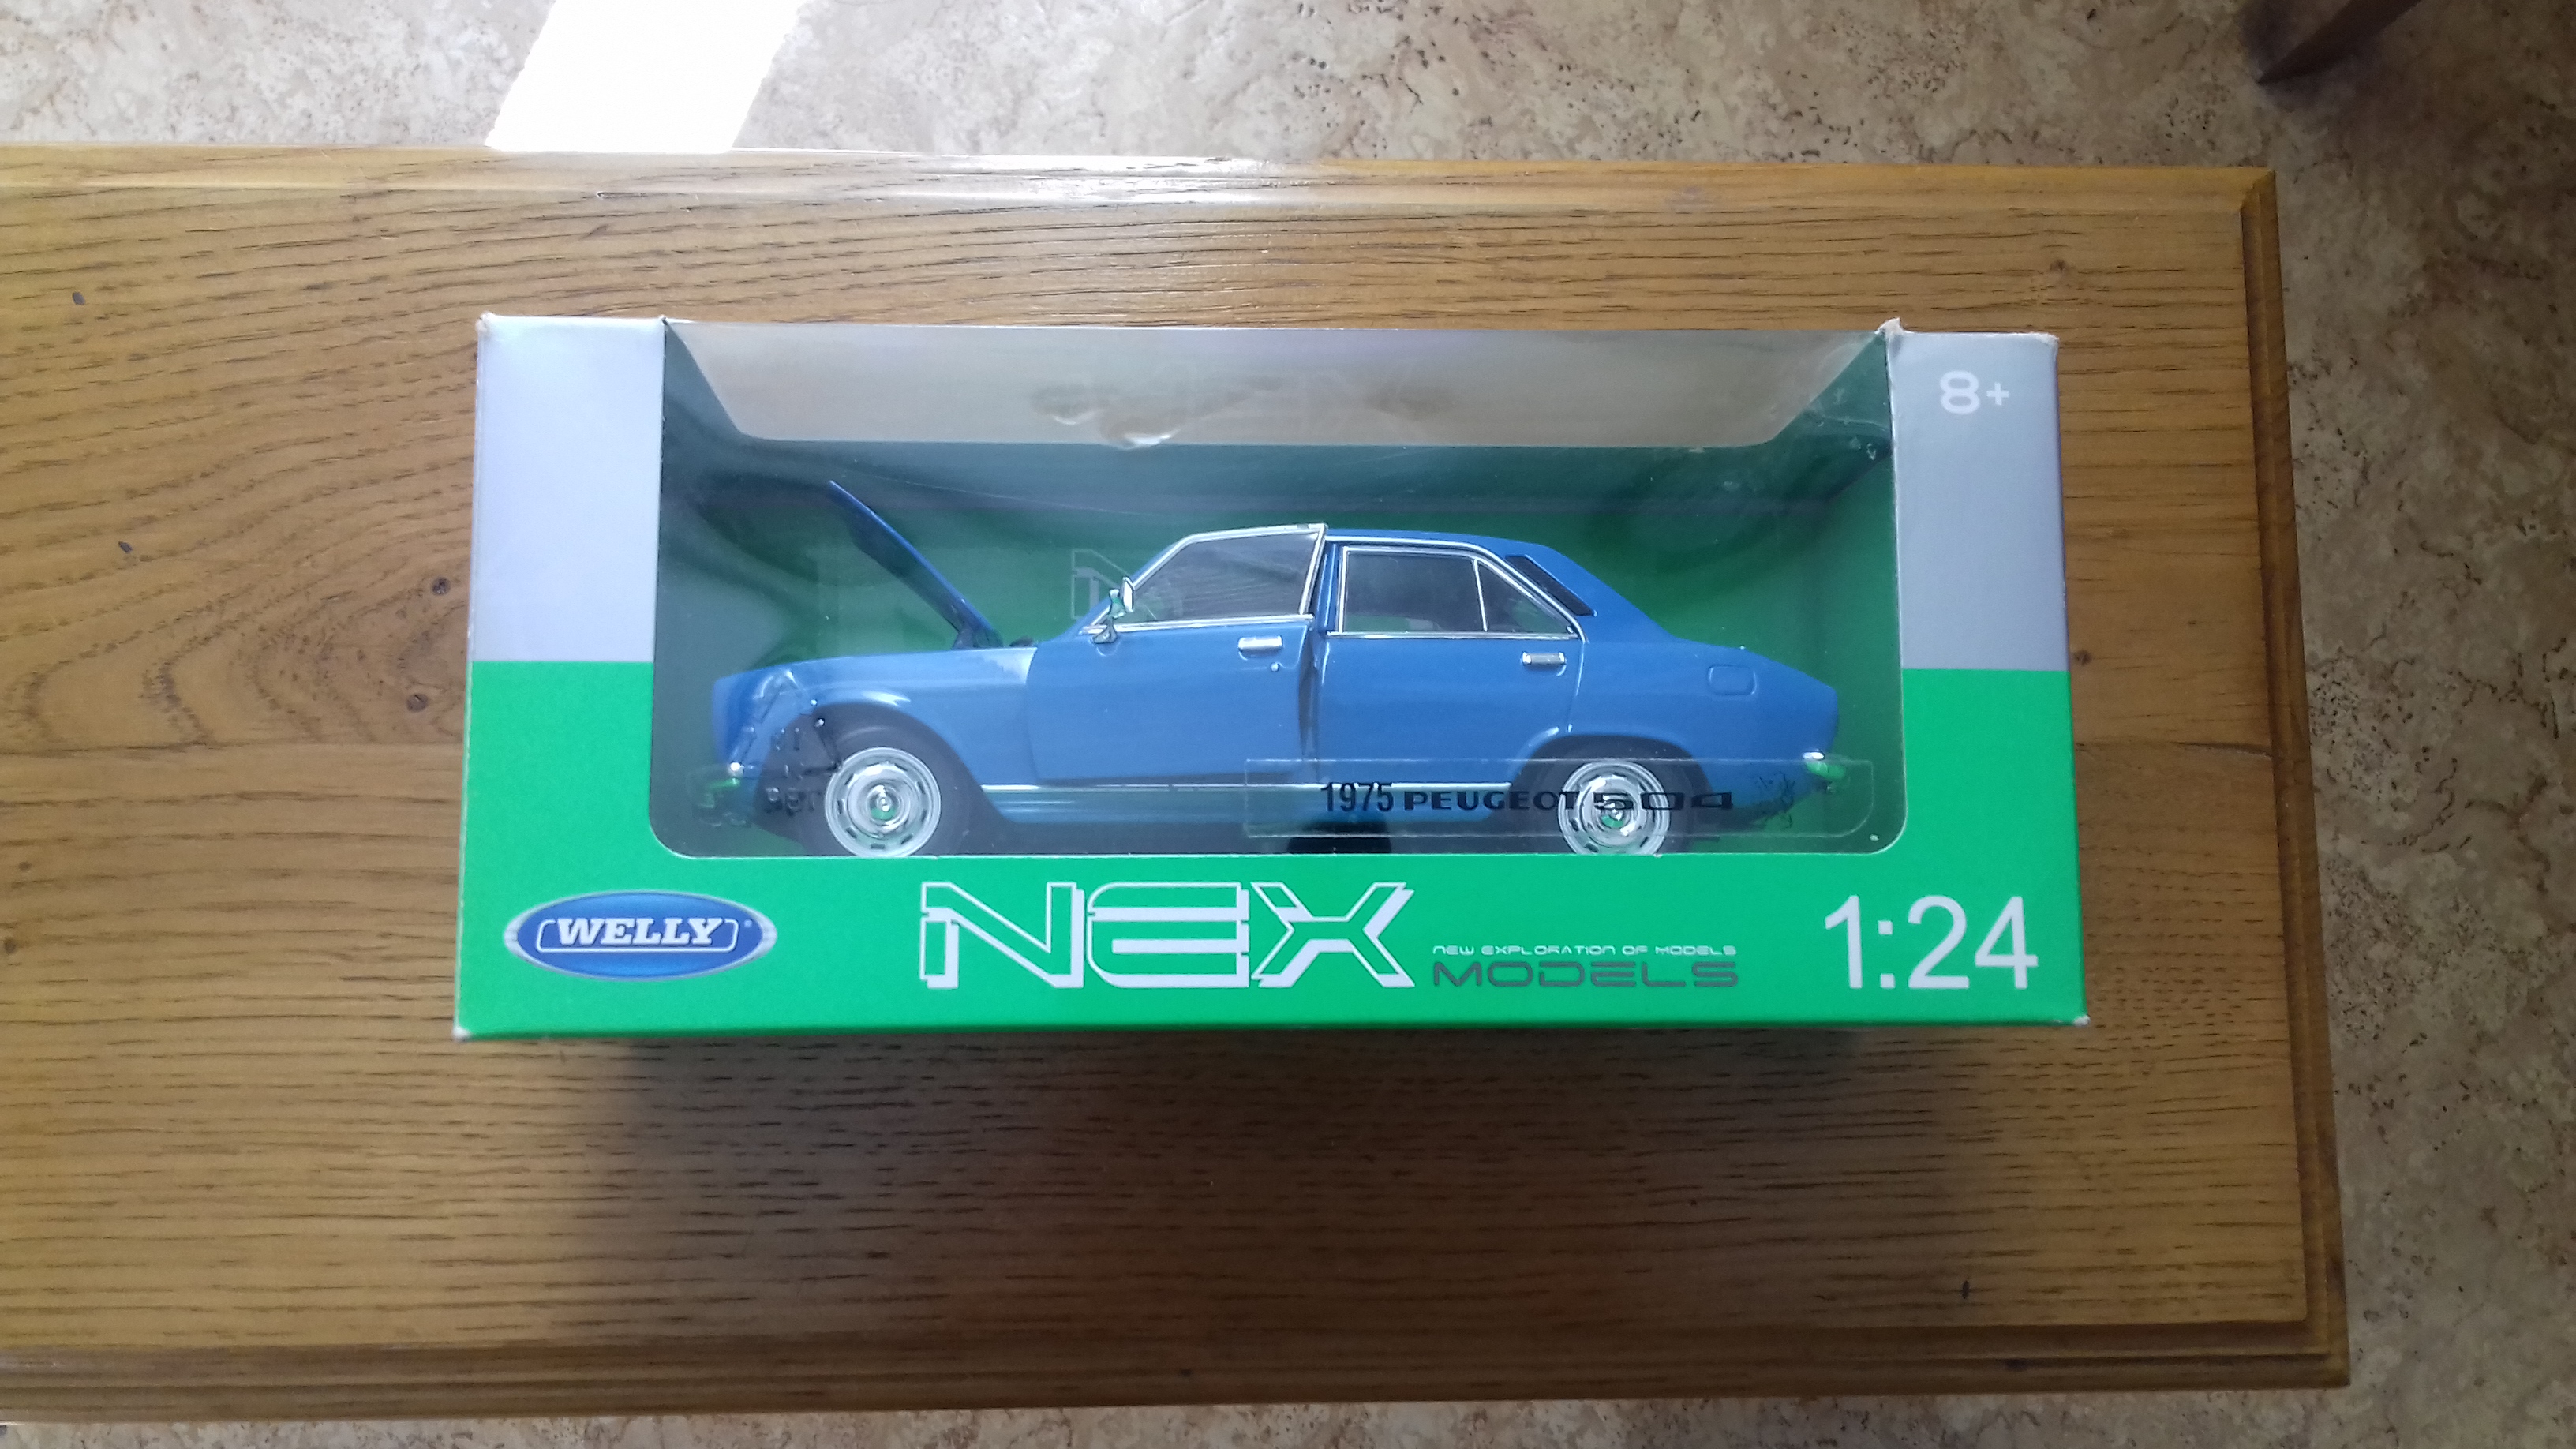 8+
1975 PEUGEOT 504
WELLY
NEX
NEW EXPLORATION OF MODELS
MODELS
1:24